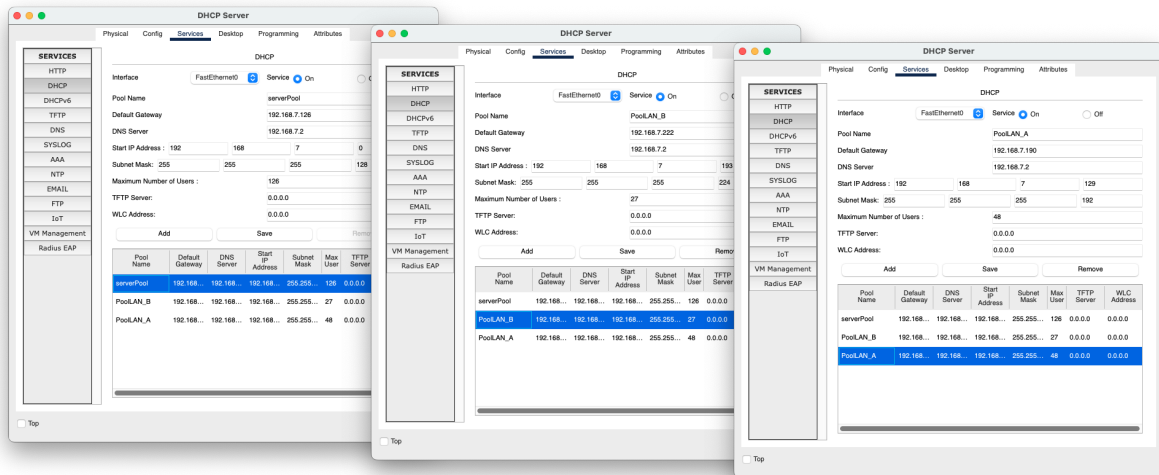 DHCP Server
Physical Config Services Desktop Programming Attributes
SERVICES
HTTP
DHCP
DHCPv6
TFTP
DNS
SYSLOG
AAA
NTP
EMAIL
FTP
IoT
VM Management
Radius EAP
DHCP
Interface FastEthernet0 Service On
Pool Name serverPool
Default Gateway 192.168.7.126
DNS Server 192.168.7.2
Start IP Address : 192 168 7 0
Subnet Mask: 255 255 255 128
Maximum Number of Users : 126
TFTP Server: 0.0.0.0
WLC Address: 0.0.0.0
Add Save Remo
Pool Name Default Gateway DNS Server Start IP Address Subnet Mask Max User TFTP Server
serverPool 192.168... 192.168... 192.168... 255.255... 126 0.0.0.0
PoolLAN_B 192.168... 192.168... 192.168... 255.255... 27 0.0.0.0
PoolLAN_A 192.168... 192.168... 192.168... 255.255... 48 0.0.0.0
Top
DHCP Server
Physical Config Services Desktop Programming Attributes
SERVICES
HTTP
DHCP
DHCPv6
TFTP
DNS
SYSLOG
AAA
NTP
EMAIL
FTP
IoT
VM Management
Radius EAP
DHCP
Interface FastEthernet0 Service On
Pool Name PoolLAN_B
Default Gateway 192.168.7.222
DNS Server 192.168.7.2
Start IP Address : 192 168 7 193
Subnet Mask: 255 255 255 224
Maximum Number of Users : 27
TFTP Server: 0.0.0.0
WLC Address: 0.0.0.0
Add Save Remov
Pool Name Default Gateway DNS Server Start IP Address Subnet Mask Max User TFTP Server
serverPool 192.168... 192.168... 192.168... 255.255... 126 0.0.0.0
PoolLAN_B 192.168... 192.168... 192.168... 255.255... 27 0.0.0.0
PoolLAN_A 192.168... 192.168... 192.168... 255.255... 48 0.0.0.0
Top
DHCP Server
Physical Config Services Desktop Programming Attributes
SERVICES
HTTP
DHCP
DHCPv6
TFTP
DNS
SYSLOG
AAA
NTP
EMAIL
FTP
IoT
VM Management
Radius EAP
DHCP
Interface FastEthernet0 Service On Off
Pool Name PoolLAN_A
Default Gateway 192.168.7.190
DNS Server 192.168.7.2
Start IP Address : 192 168 7 129
Subnet Mask: 255 255 255 192
Maximum Number of Users : 48
TFTP Server: 0.0.0.0
WLC Address: 0.0.0.0
Add Save Remove
Pool Name Default Gateway DNS Server Start IP Address Subnet Mask Max User TFTP Server WLC Address
serverPool 192.168... 192.168... 192.168... 255.255... 126 0.0.0.0 0.0.0.0
PoolLAN_B 192.168... 192.168... 192.168... 255.255... 27 0.0.0.0 0.0.0.0
PoolLAN_A 192.168... 192.168... 192.168... 255.255... 48 0.0.0.0 0.0.0.0
Top